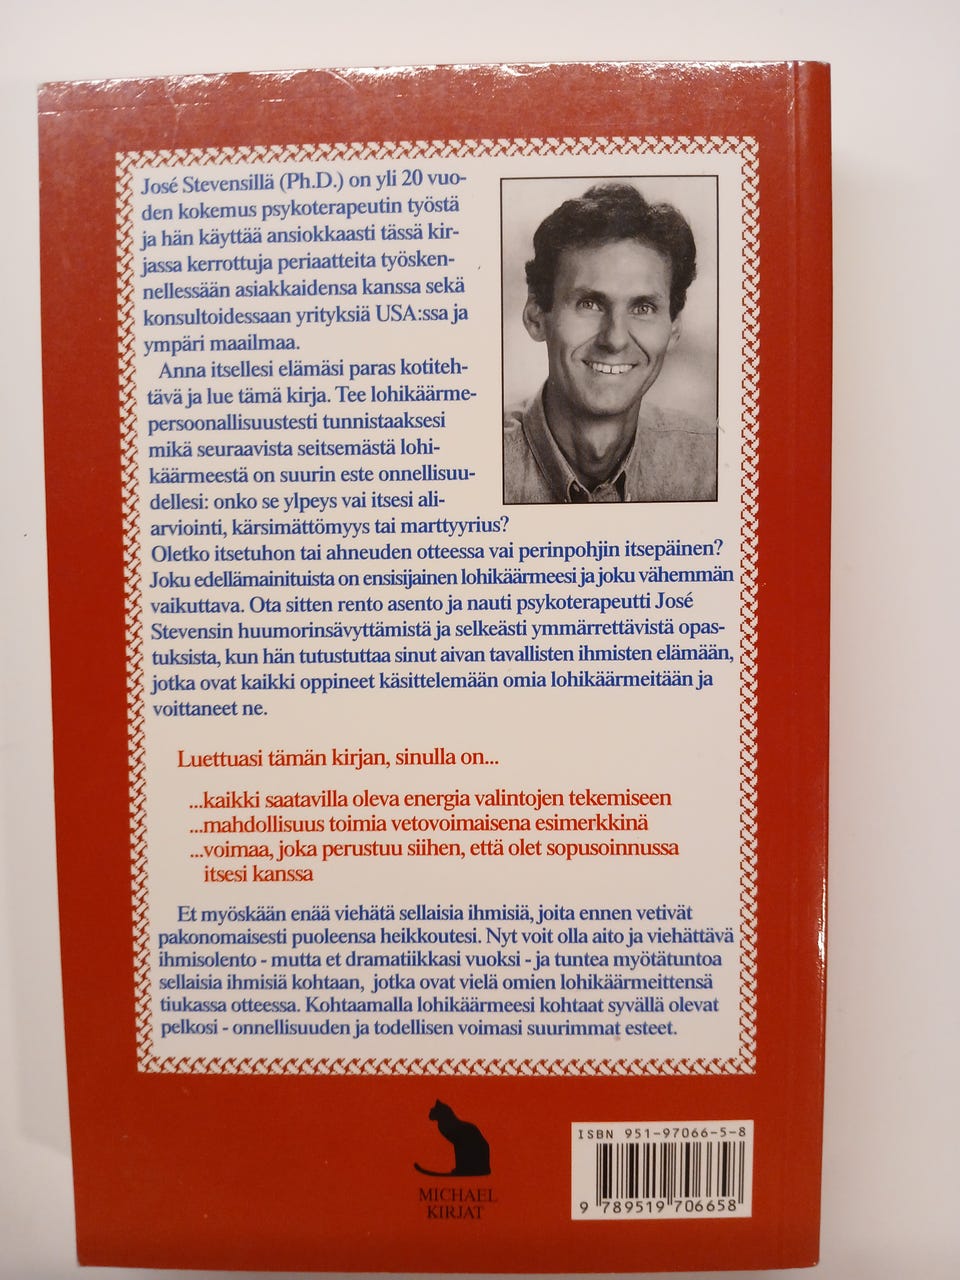 José Stevensillä (Ph.D.) on yli 20 vuo-
den kokemus psykoterapeutin työstä
ja hän käyttää ansiokkaasti tässä kir-
jassa kerrottuja periaatteita työsken-
nellessään asiakkaidensa kanssa sekä
konsultoidessaan yrityksiä USA:ssa ja
ympäri maailmaa.
Anna itsellesi elämäsi paras kotiteh-
tävä ja lue tämä kirja. Tee lohikäärme-
persoonallisuustesti tunnistaaksesi
mikä seuraavista seitsemästä lohi-
käärmeestä on suurin este onnellisuu-
dellesi: onko se ylpeys vai itsesi ali-
arviointi, kärsimättömyys tai marttyyrius?
Oletko itsetuhon tai ahneuden otteessa vai perinpohjin itsepäinen?
Joku edellämainituista on ensisijainen lohikäärmeesi ja joku vähemmän
vaikuttava. Ota sitten rento asento ja nauti psykoterapeutti José
Stevensin huumorinsävyttämistä ja selkeästi ymmärrettävistä opas-
tuksista, kun hän tutustuttaa sinut aivan tavallisten ihmisten elämään,
jotka ovat kaikki oppineet käsittelemään omia lohikäärmeitään ja
voittaneet ne.
Luettuasi tämän kirjan, sinulla on...
...kaikki saatavilla oleva energia valintojen tekemiseen
...mahdollisuus toimia vetovoimaisena esimerkkinä
...voimaa, joka perustuu siihen, että olet sopusoinnussa
itsesi kanssa
Et myöskään enää viehätä sellaisia ihmisiä, joita ennen vetivät
pakonomaisesti puoleensa heikkoutesi. Nyt voit olla aito ja viehättävä
ihmisolento - mutta et dramatiikkasi vuoksi - ja tuntea myötätuntoa
sellaisia ihmisiä kohtaan, jotka ovat vielä omien lohikäärmeittensä
tiukassa otteessa. Kohtaamalla lohikäärmeesi kohtaat syvällä olevat
pelkosi - onnellisuuden ja todellisen voimasi suurimmat esteet.
MICHAEL
KIRJAT
ISBN 951-97066-5-8
9 789519 706658